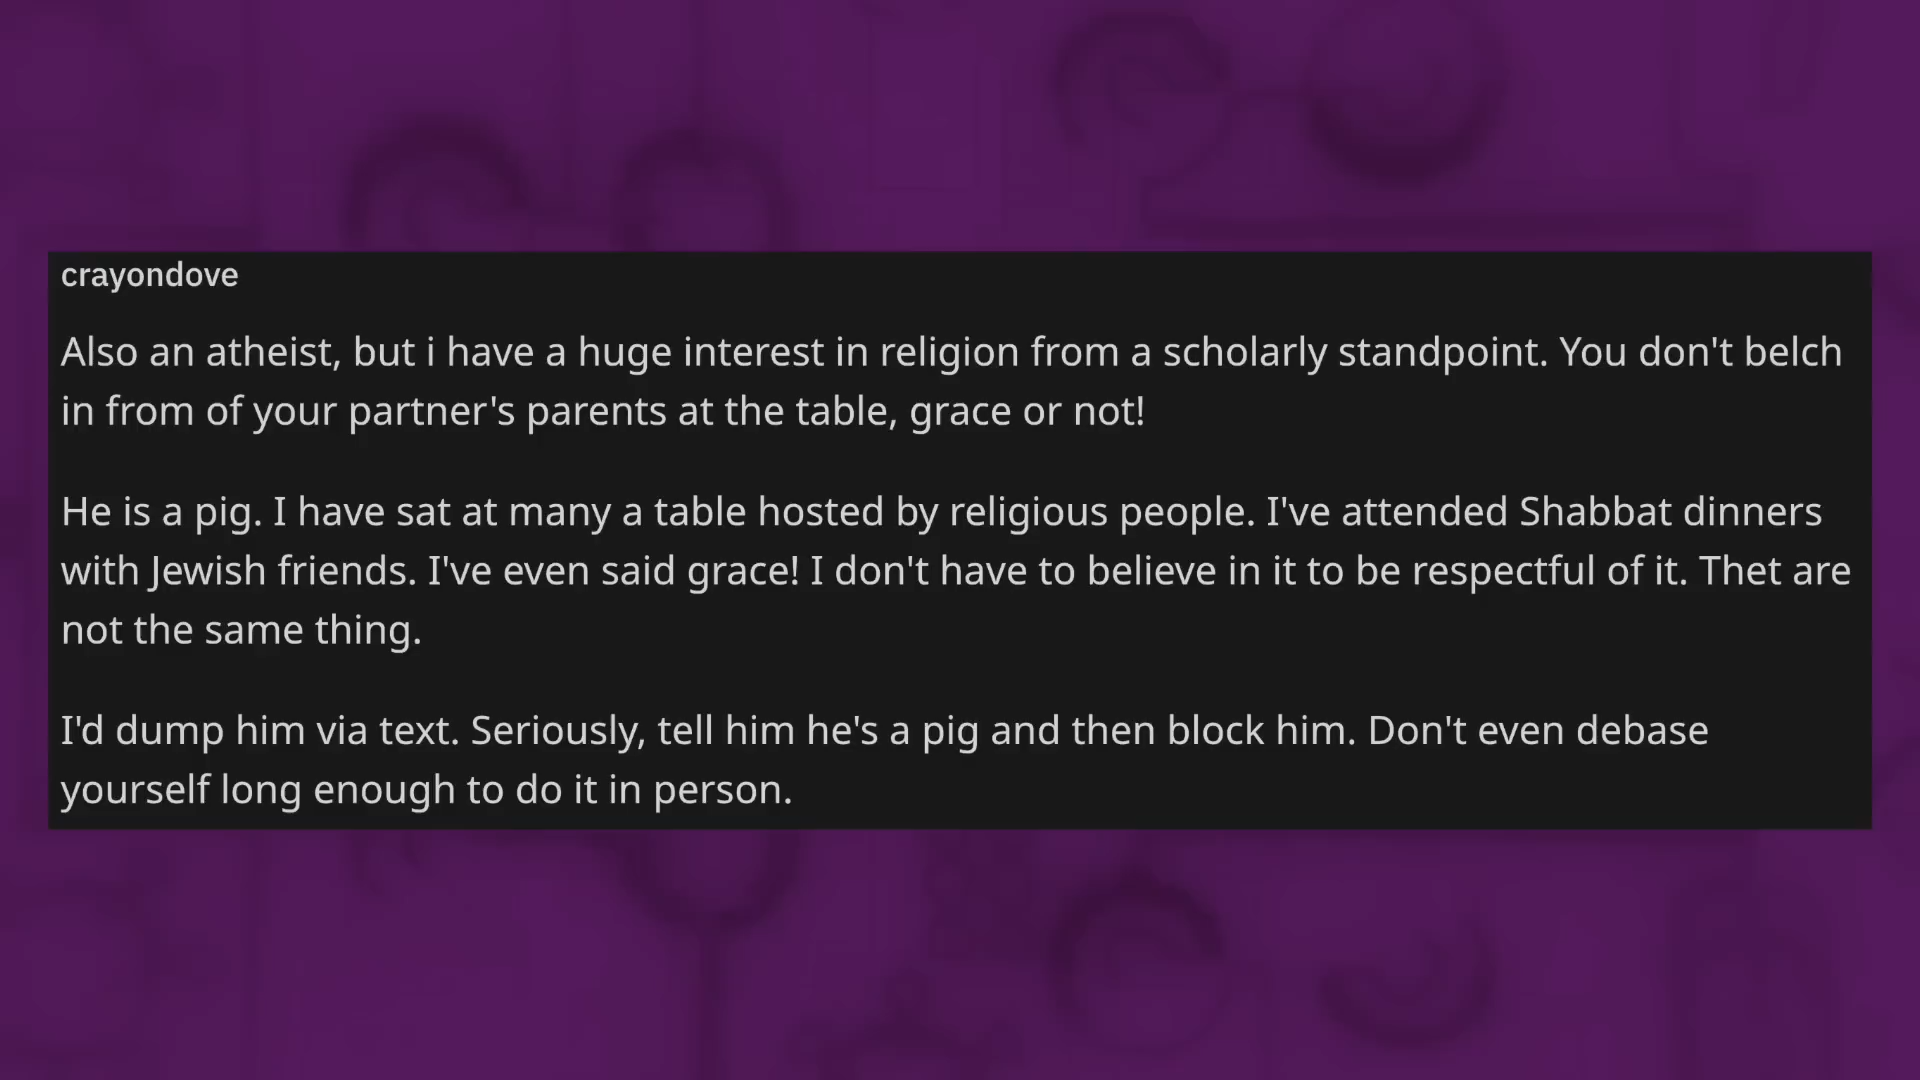 crayondove
Also an atheist, but i have a huge interest in religion from a scholarly standpoint. You don't belch
in from of your partner's parents at the table, grace or not!
He is a pig. I have sat at many a table hosted by religious people. I've attended Shabbat dinners
with Jewish friends. I've even said grace! I don't have to believe in it to be respectful of it. Thet are
not the same thing.
I'd dump him via text. Seriously, tell him he's a pig and then block him. Don't even debase
yourself long enough to do it in person.